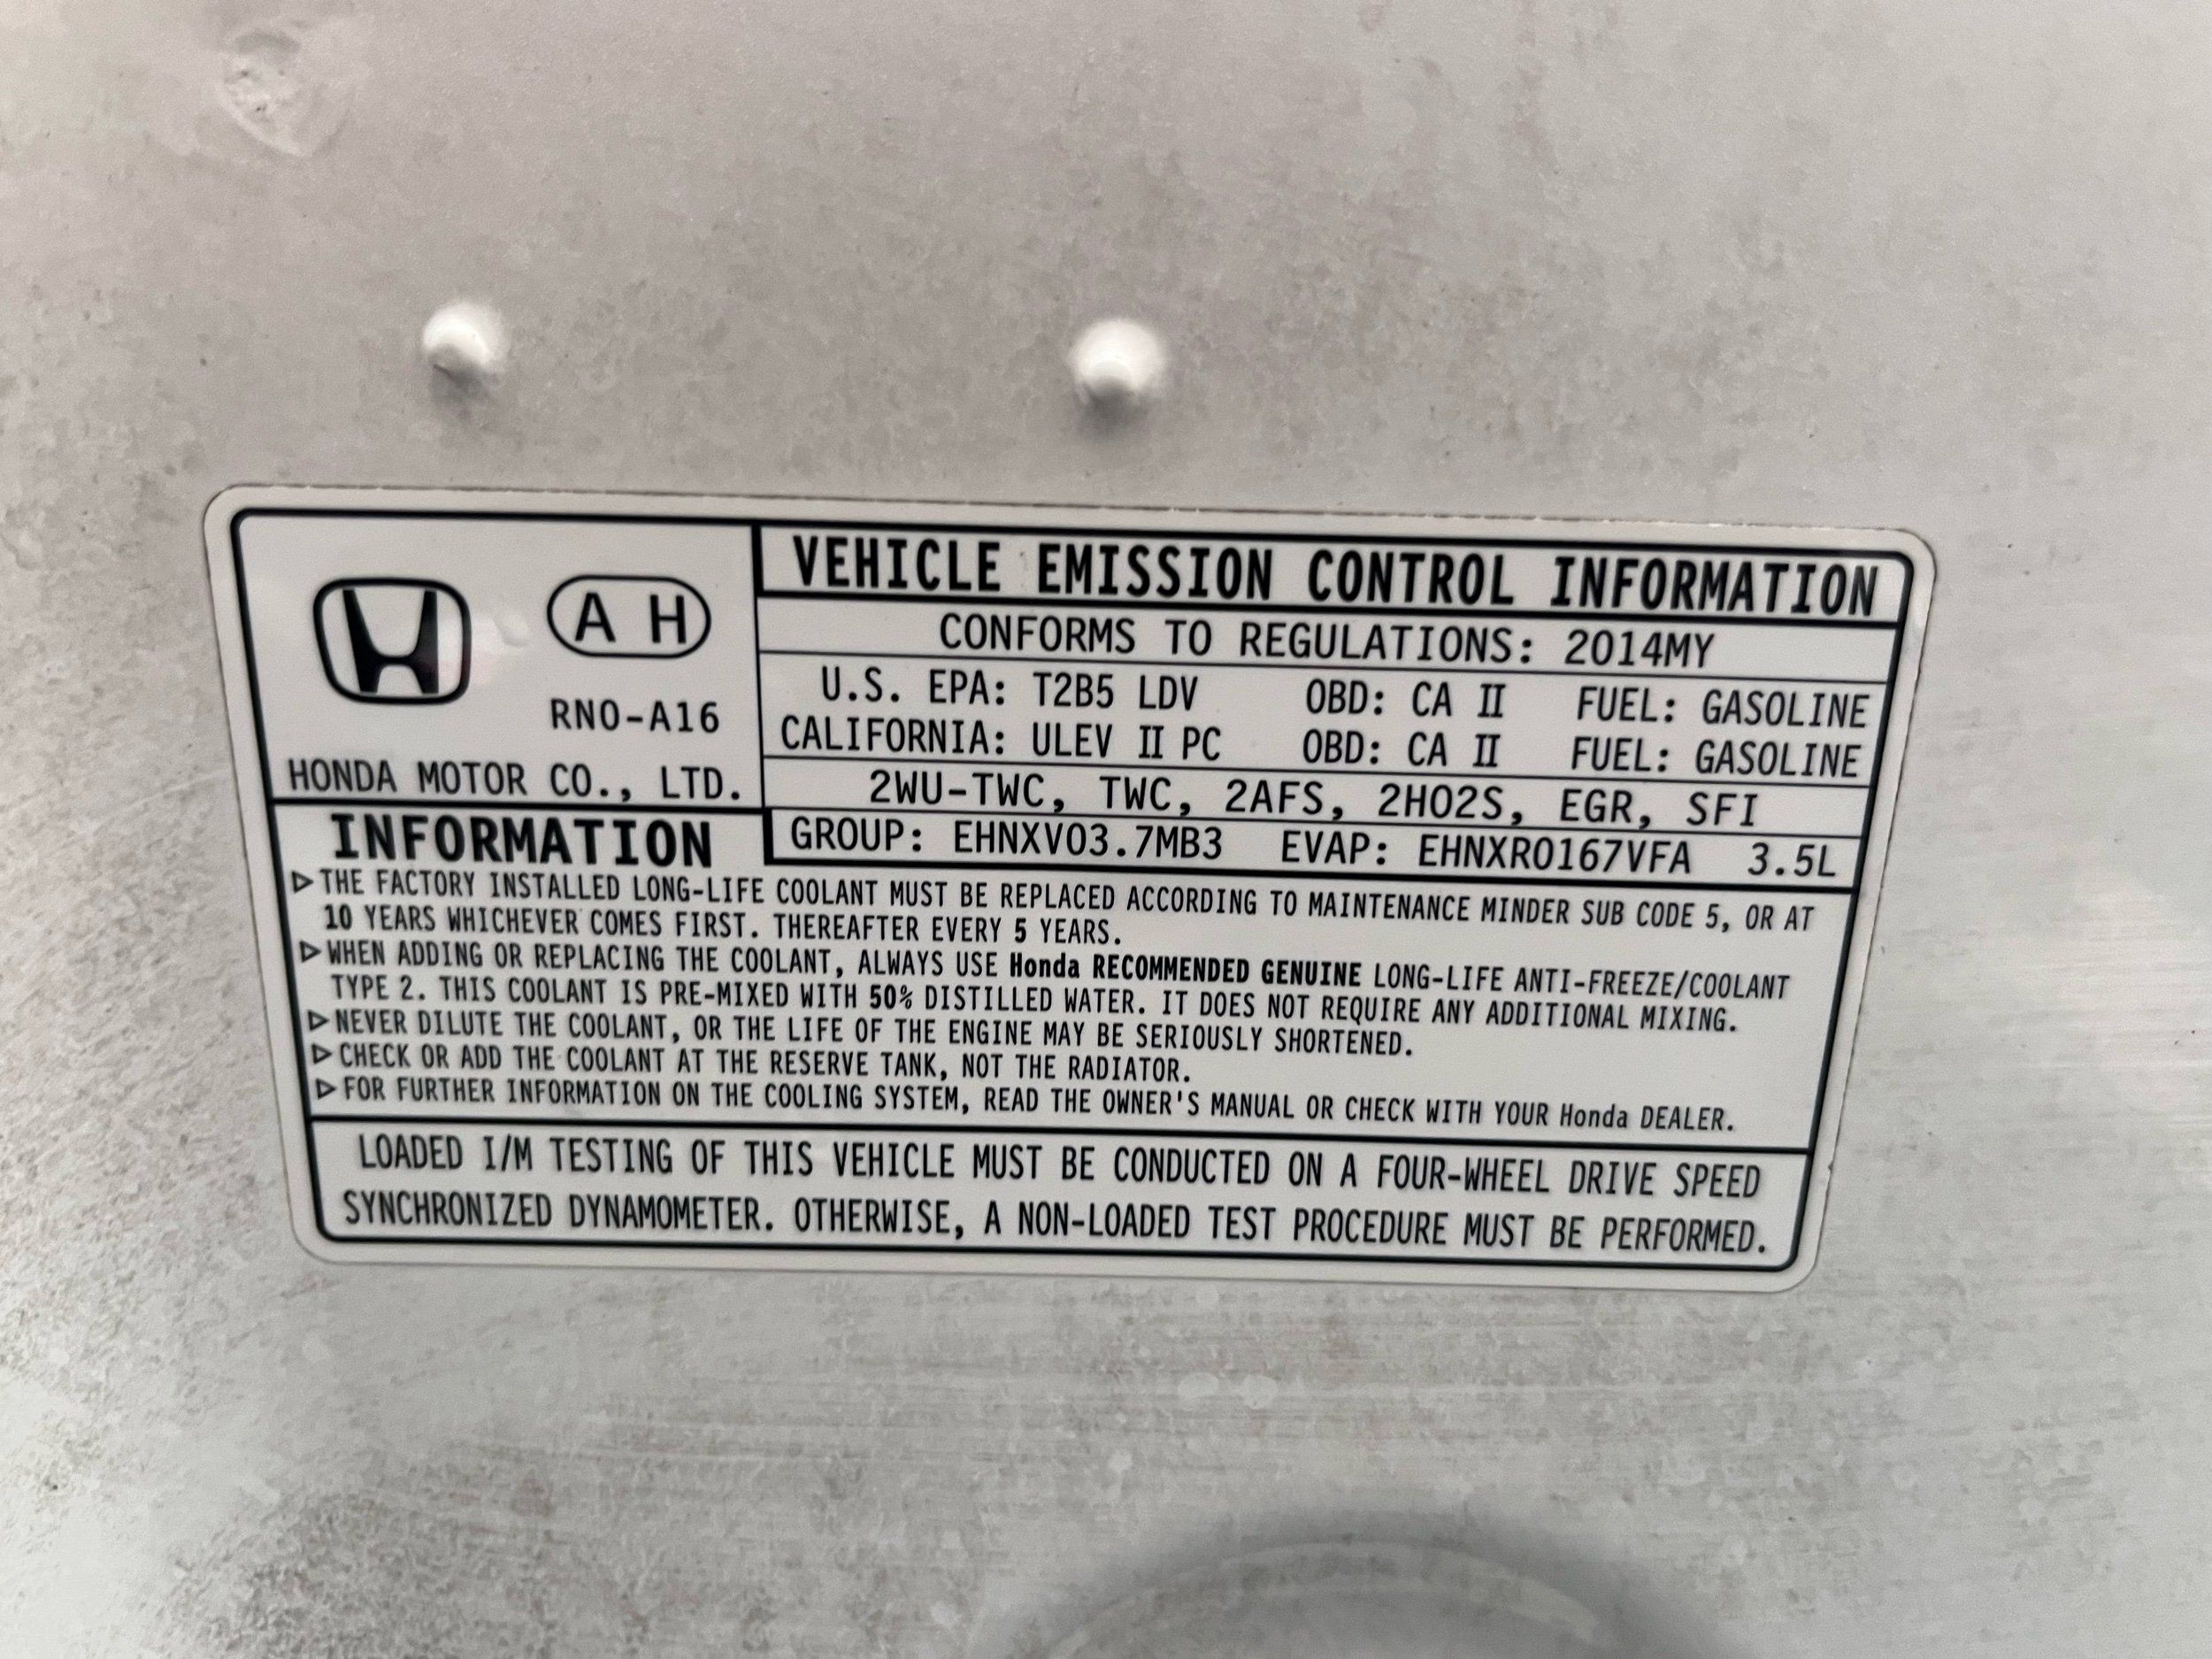 A H
RNO-A16
HONDA MOTOR CO., LTD.
VEHICLE EMISSION CONTROL INFORMATION
CONFORMS TO REGULATIONS: 2014MY
U.S. EPA: T2B5 LDV OBD: CA II FUEL: GASOLINE
CALIFORNIA: ULEV II PC OBD: CA II FUEL: GASOLINE
2WU-TWC, TWC, 2AFS, 2HO2S, EGR, SFI
GROUP: EHNXV03.7MB3 EVAP: EHNXR0167VFA 3.5L
INFORMATION
▷THE FACTORY INSTALLED LONG-LIFE COOLANT MUST BE REPLACED ACCORDING TO MAINTENANCE MINDER SUB CODE 5, OR AT
10 YEARS WHICHEVER COMES FIRST. THEREAFTER EVERY 5 YEARS.
▷WHEN ADDING OR REPLACING THE COOLANT, ALWAYS USE Honda RECOMMENDED GENUINE LONG-LIFE ANTI-FREEZE/COOLANT
TYPE 2. THIS COOLANT IS PRE-MIXED WITH 50% DISTILLED WATER. IT DOES NOT REQUIRE ANY ADDITIONAL MIXING.
▷NEVER DILUTE THE COOLANT, OR THE LIFE OF THE ENGINE MAY BE SERIOUSLY SHORTENED.
▷CHECK OR ADD THE COOLANT AT THE RESERVE TANK, NOT THE RADIATOR.
▷FOR FURTHER INFORMATION ON THE COOLING SYSTEM, READ THE OWNER'S MANUAL OR CHECK WITH YOUR Honda DEALER.
LOADED I/M TESTING OF THIS VEHICLE MUST BE CONDUCTED ON A FOUR-WHEEL DRIVE SPEED
SYNCHRONIZED DYNAMOMETER. OTHERWISE, A NON-LOADED TEST PROCEDURE MUST BE PERFORMED.